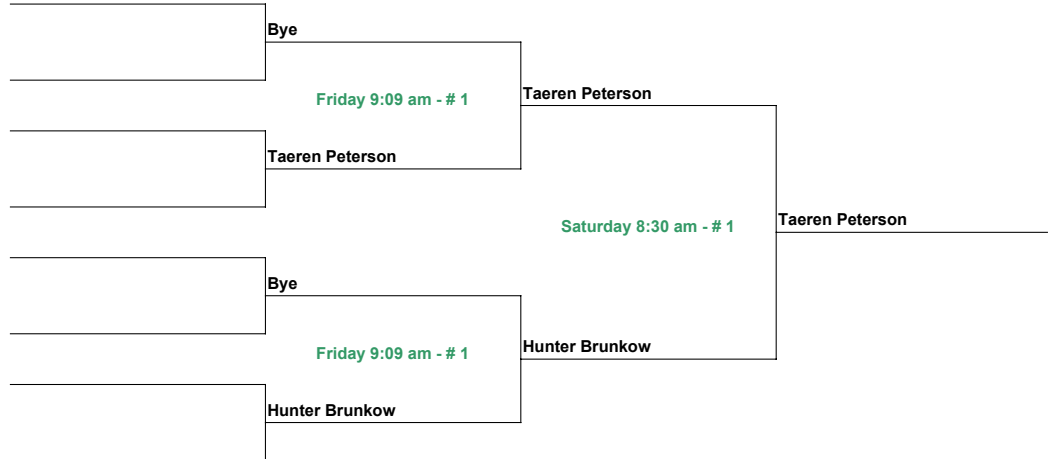 Bye
Friday 9:09 am - # 1
Taeren Peterson
Taeren Peterson
Saturday 8:30 am - # 1
Taeren Peterson
Bye
Friday 9:09 am - # 1
Hunter Brunkow
Hunter Brunkow